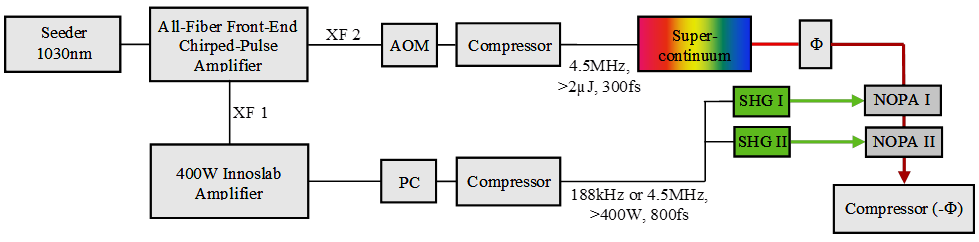 Seeder
1030nm
All-Fiber Front-End
Chirped-Pulse
Amplifier
XF 2
AOM
Compressor
4.5MHz,
>2µJ, 300fs
Super-
continuum
Φ
XF 1
SHG I
NOPA I
SHG II
NOPA II
400W Innoslab
Amplifier
PC
Compressor
188kHz or 4.5MHz,
>400W, 800fs
Compressor (-Φ)